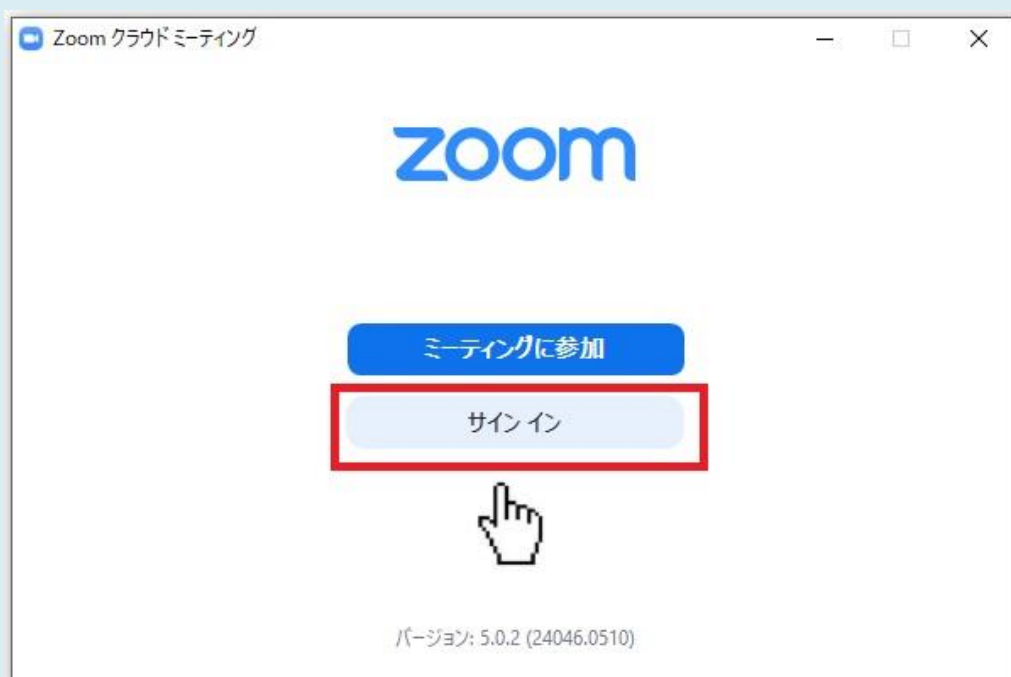 Zoom クラウド ミーティング
zoom
ミーティングに参加
サイン イン
バージョン: 5.0.2 (24046.0510)